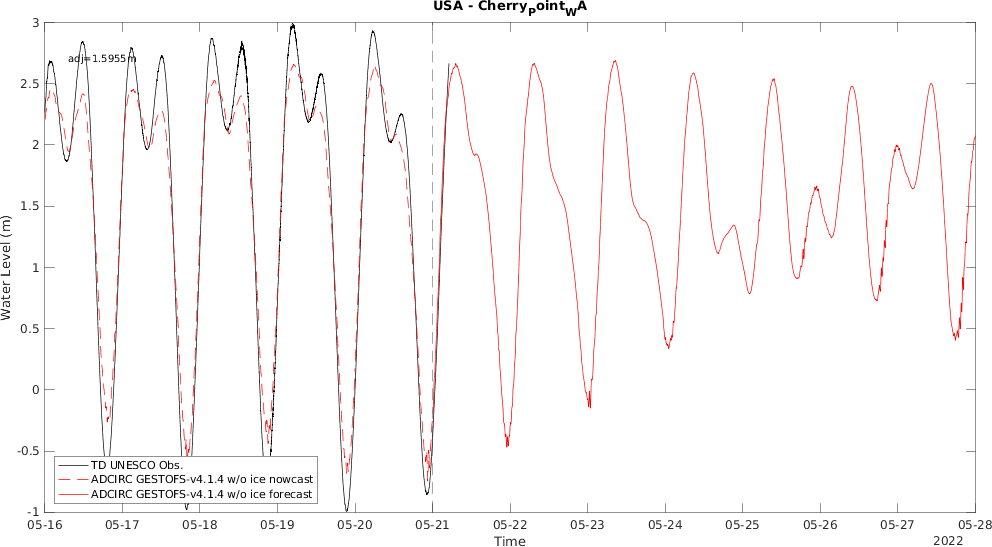 USA - CherryPointWA
adj=1.5955m
3
2.5
2
1.5
1
0.5
0
-0.5
-1
Water Level (m)
TD UNESCO Obs.
ADCIRC GESTOFS-v4.1.4 w/o ice nowcast
ADCIRC GESTOFS-v4.1.4 w/o ice forecast
05-16 05-17 05-18 05-19 05-20 05-21 05-22 05-23 05-24 05-25 05-26 05-27 05-28
Time
2022